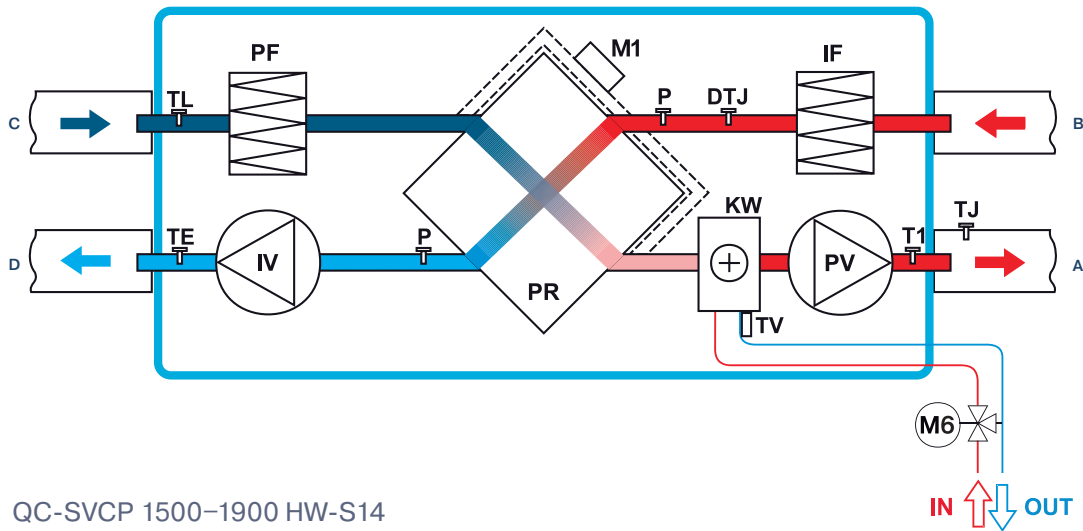 PF
M1
IF
TL
P
DTJ
C
B
KW
TJ
TE
P
T1
D
IV
PV
A
PR
TV
M6
QC-SVCP 1500–1900 HW-S14
IN
OUT